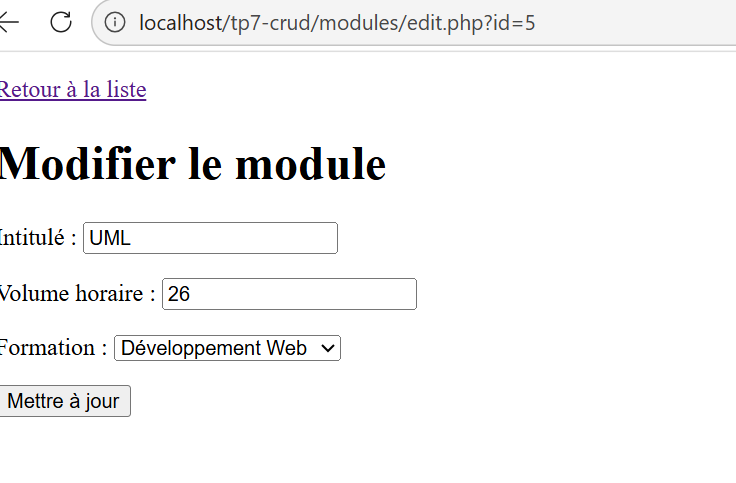 localhost/tp7-crud/modules/edit.php?id=5
Retour à la liste
Modifier le module
Intitulé : UML
Volume horaire : 26
Formation : Développement Web
Mettre à jour